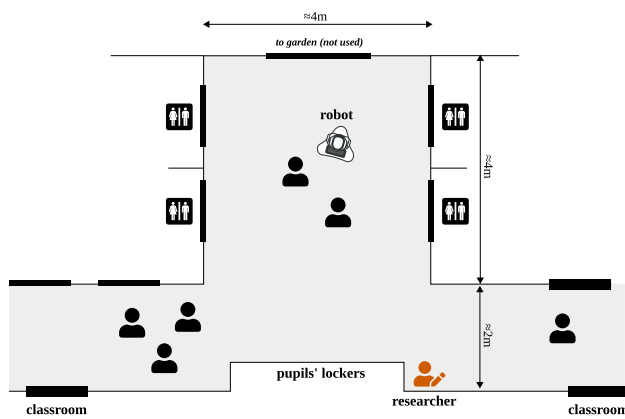 ≈4m
to garden (not used)
robot
≈4m
≈2m
pupils' lockers
researcher
classroom
classroom